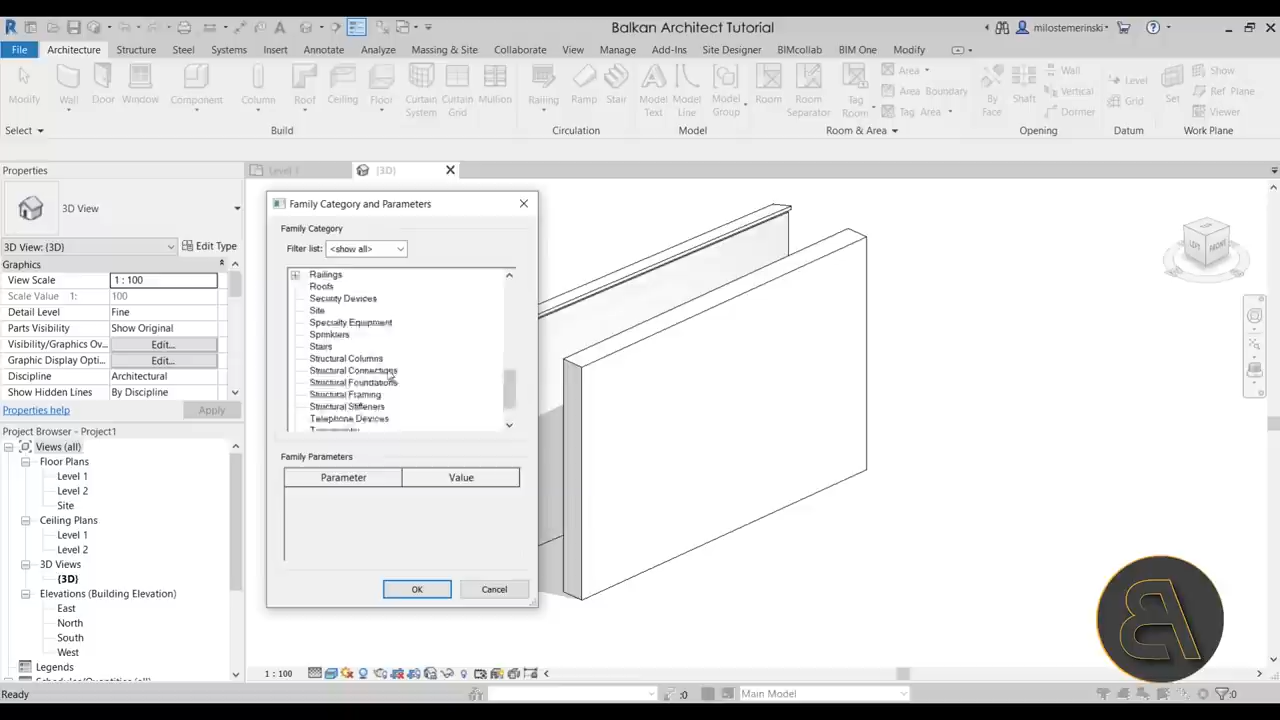 Balkan Architect Tutorial
milostemerinski
File Architecture Structure Steel Systems Insert Annotate Analyze Massing & Site Collaborate View Manage Add-Ins Site Designer BIMcollab BIM One Modify
Modify Wall Door Window Component Column Roof Ceiling Floor Curtain System Curtain Grid Mullion Railing Ramp Stair Model Text Model Line Model Group Room Room Separator Tag Room
Area
Area Boundary
Tag Area
By Face Shaft
Wall
Vertical
Dormer
Level
Grid
Set
Show
Ref Plane
Viewer
Select Build Circulation Model Room & Area Opening Datum Work Plane
Properties
3D View
3D View: {3D} Edit Type
Graphics
View Scale 1 : 100
Scale Value 1: 100
Detail Level Fine
Parts Visibility Show Original
Visibility/Graphics Ov... Edit...
Graphic Display Opti... Edit...
Discipline Architectural
Show Hidden Lines By Discipline
Properties help Apply
Project Browser - Project1
Views (all)
Floor Plans
Level 1
Level 2
Site
Ceiling Plans
Level 1
Level 2
3D Views
{3D}
Elevations (Building Elevation)
East
North
South
West
Legends
Schedules/Quantities (all)
Level 1
{3D}
Family Category and Parameters
Family Category
Filter list: <show all>
Railings
Roofs
Security Devices
Site
Specialty Equipment
Sprinklers
Stairs
Structural Columns
Structural Connections
Structural Foundations
Structural Framing
Structural Stiffeners
Telephone Devices
Family Parameters
Parameter Value
OK Cancel
LEFT FRONT
1 : 100
Ready
:0
Main Model
:0